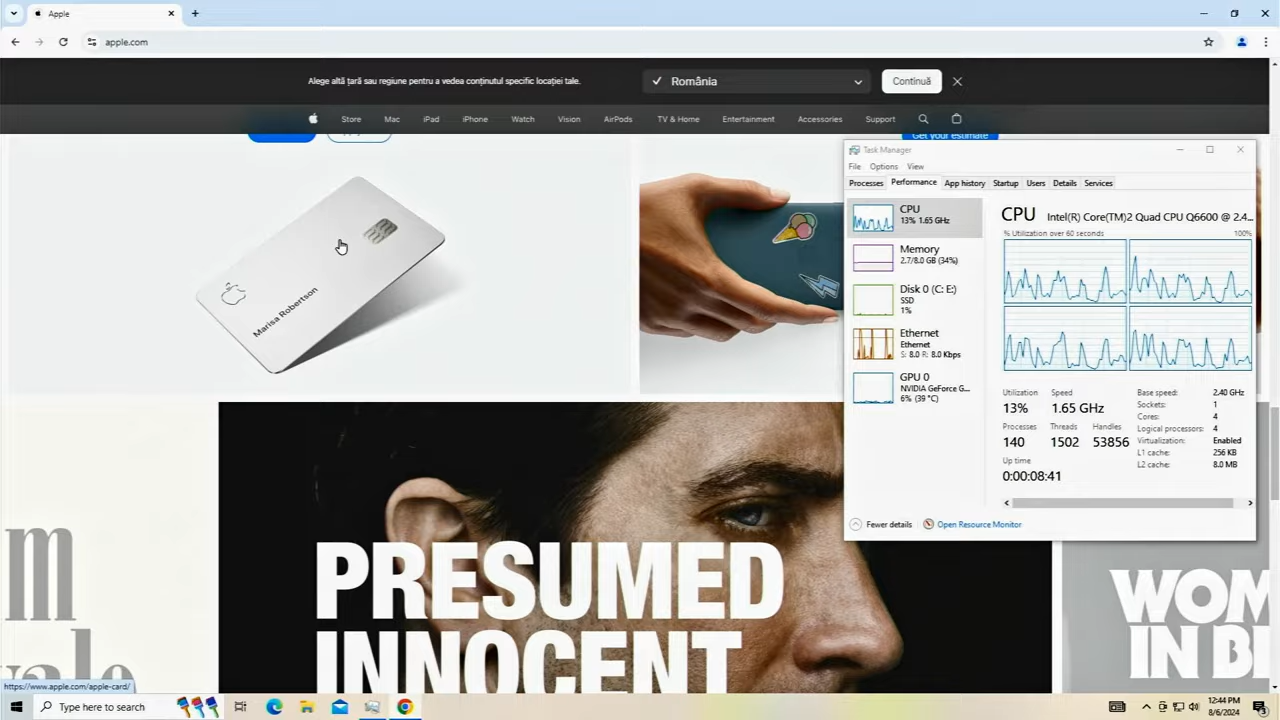 Apple
apple.com
Alege altă țară sau regiune pentru a vedea conținutul specific locației tale.
România
Continuă
Store Mac iPad iPhone Watch Vision AirPods TV & Home Entertainment Accessories Support
Get your estimate
Marisa Robertson
PRESUMED
INNOCENT
WOM
IN B
Task Manager
File Options View
Processes Performance App history Startup Users Details Services
CPU
13% 1.65 GHz
Memory
2.7/8.0 GB (34%)
Disk 0 (C: E:)
SSD
1%
Ethernet
Ethernet
S: 8.0 R: 8.0 Kbps
GPU 0
NVIDIA GeForce G...
6% (39 °C)
CPU Intel(R) Core(TM)2 Quad CPU Q6600 @ 2.4...
% Utilization over 60 seconds 100%
Utilization Speed
13% 1.65 GHz
Processes Threads Handles
140 1502 53856
Up time
0:00:08:41
Base speed: 2.40 GHz
Sockets: 1
Cores: 4
Logical processors: 4
Virtualization: Enabled
L1 cache: 256 KB
L2 cache: 8.0 MB
Fewer details Open Resource Monitor
https://www.apple.com/apple-card/
Type here to search
12:44 PM
8/6/2024